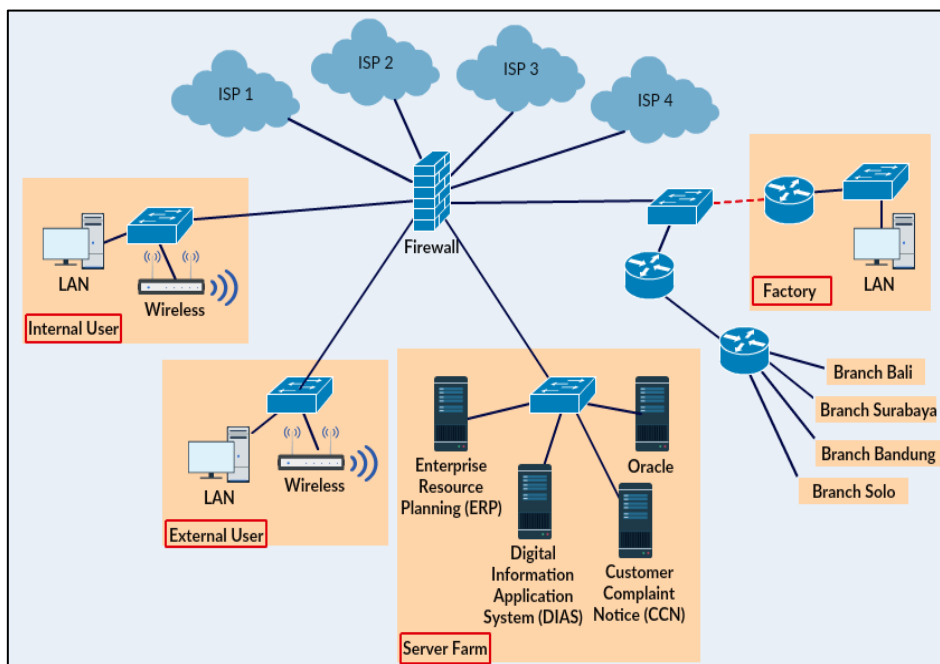 ISP 1
ISP 2
ISP 3
ISP 4
Firewall
LAN
Wireless
Internal User
LAN
Factory
Branch Bali
Branch Surabaya
Branch Bandung
Branch Solo
LAN
Wireless
External User
Enterprise
Resource
Planning (ERP)
Oracle
Digital
Information
Application
System (DIAS)
Customer
Complaint
Notice (CCN)
Server Farm